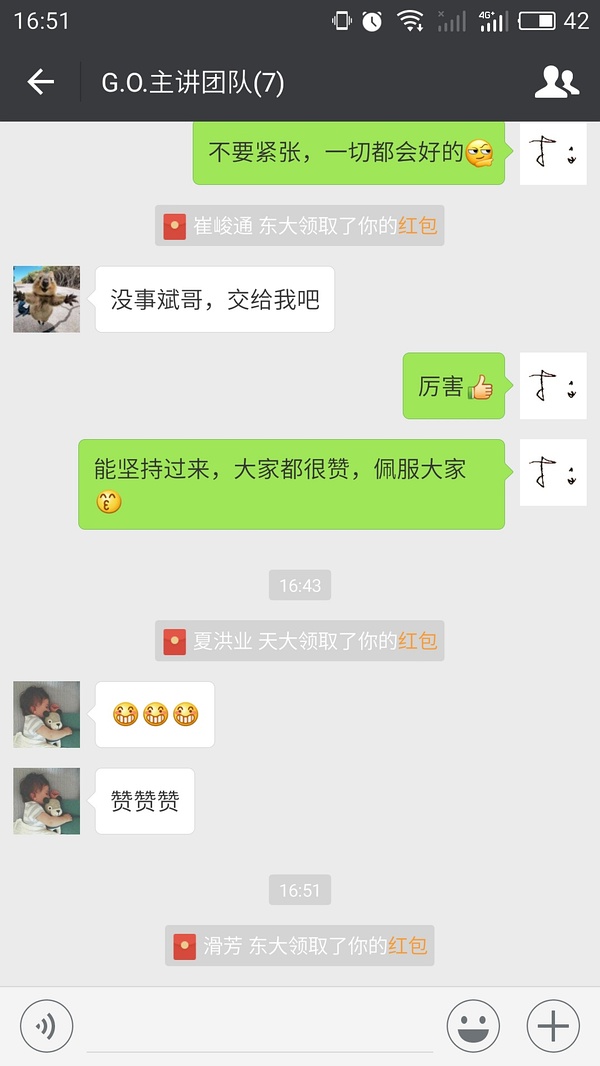 16:51
4G+
42
G.O.主讲团队(7)
不要紧张，一切都会好的
崔峻通 东大领取了你的红包
没事斌哥，交给我吧
厉害
能坚持过来，大家都很赞，佩服大家
16:43
夏洪业 天大领取了你的红包
赞赞赞
16:51
滑芳 东大领取了你的红包